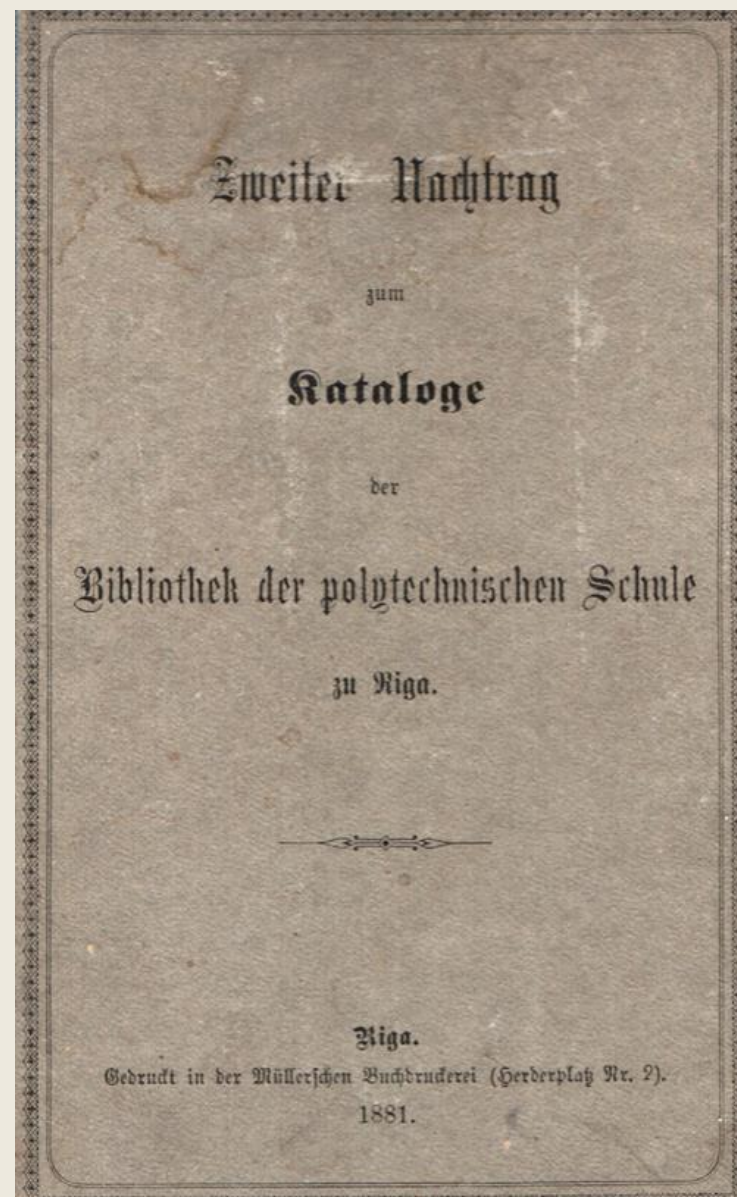 Zweiter Nachtrag
zum
Kataloge
der
Bibliothek der polytechnischen Schule
zu Riga.
Riga.
Gedruckt in der Müllerschen Buchdruckerei (Herderplatz Nr. 2).
1881.